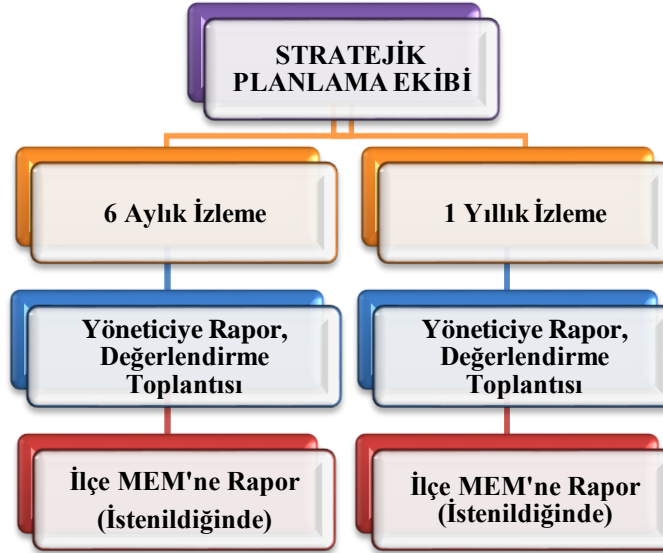 STRATEJİK
PLANLAMA EKİBİ
6 Aylık İzleme
1 Yıllık İzleme
Yöneticiye Rapor,
Değerlendirme
Toplantısı
Yöneticiye Rapor,
Değerlendirme
Toplantısı
İlçe MEM'ne Rapor
(İstenildiğinde)
İlçe MEM'ne Rapor
(İstenildiğinde)